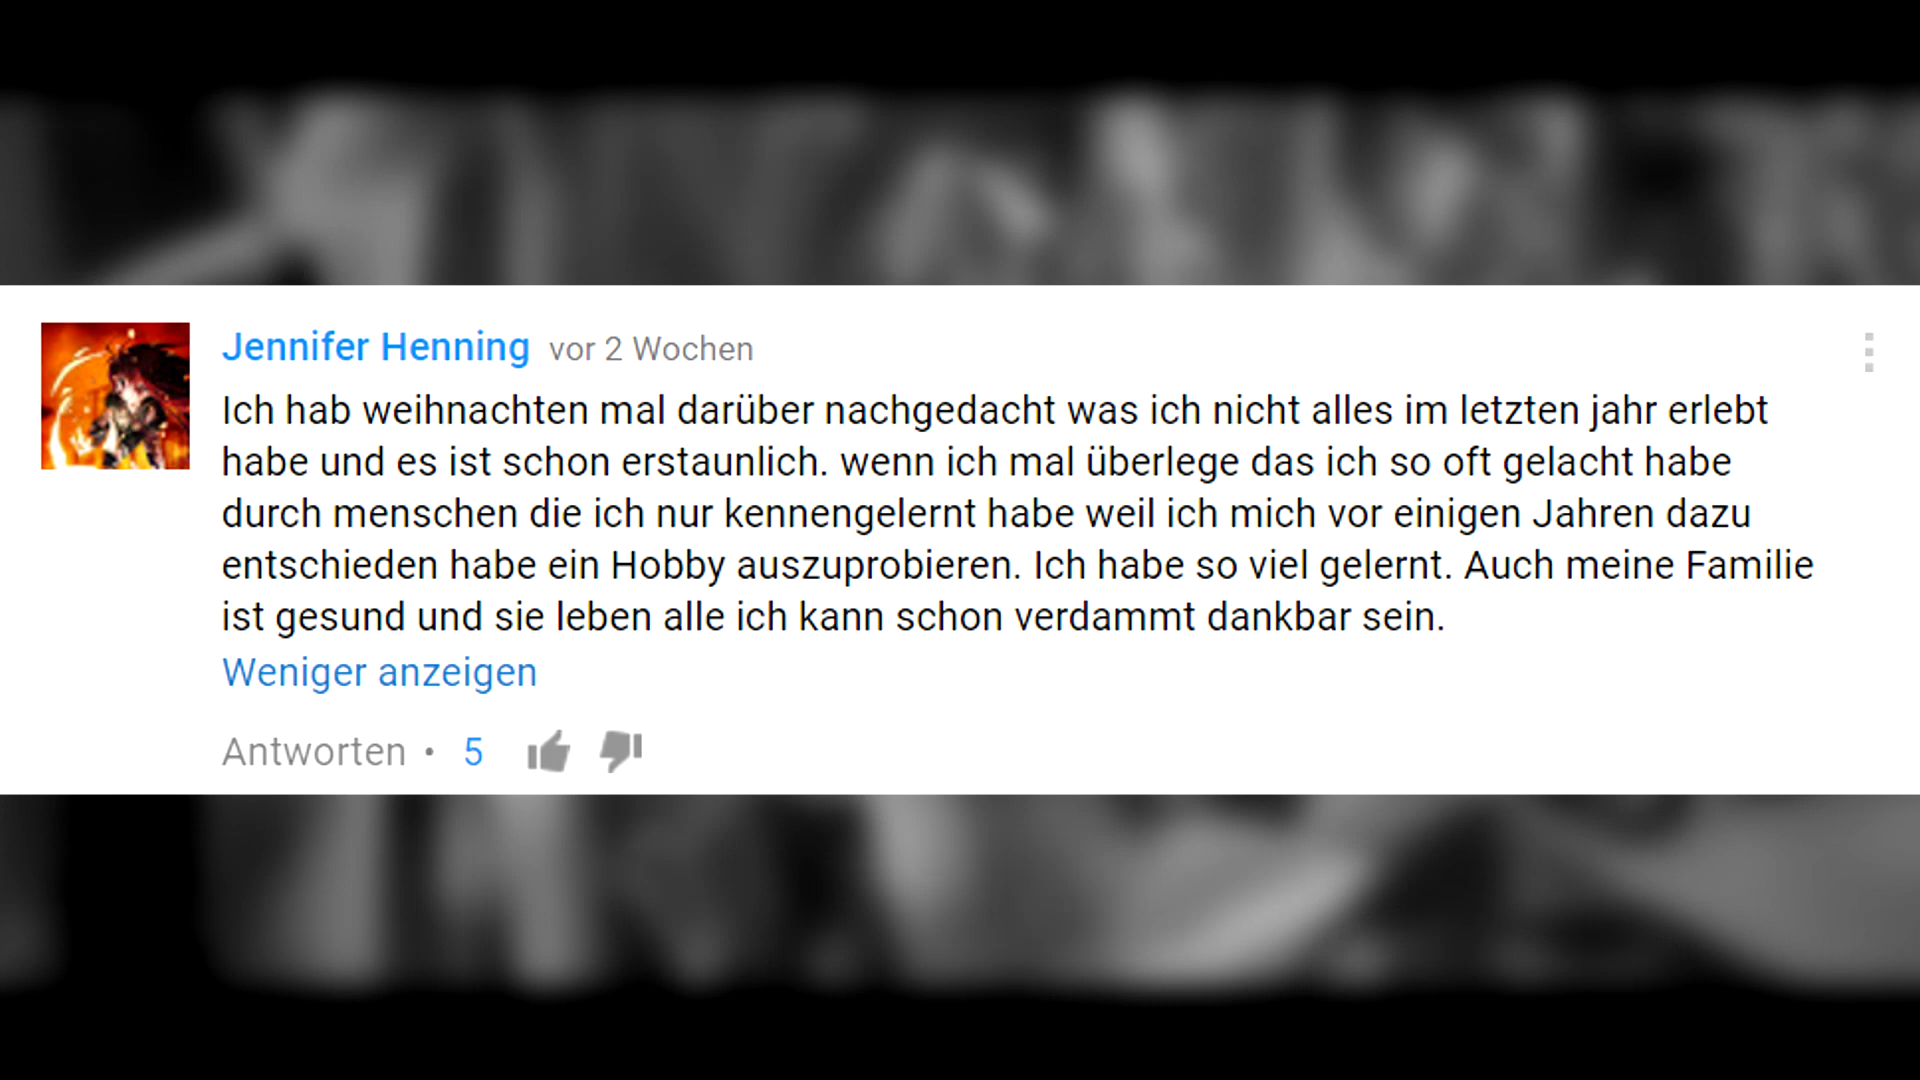 Jennifer Henning vor 2 Wochen
Ich hab weihnachten mal darüber nachgedacht was ich nicht alles im letzten jahr erlebt
habe und es ist schon erstaunlich. wenn ich mal überlege das ich so oft gelacht habe
durch menschen die ich nur kennengelernt habe weil ich mich vor einigen Jahren dazu
entschieden habe ein Hobby auszuprobieren. Ich habe so viel gelernt. Auch meine Familie
ist gesund und sie leben alle ich kann schon verdammt dankbar sein.
Weniger anzeigen
Antworten • 5